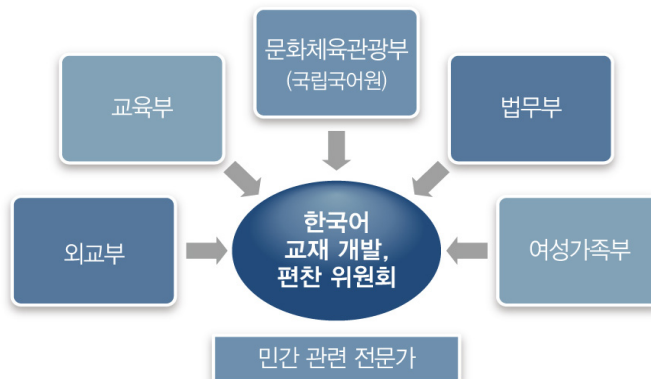 문화체육관광부
(국립국어원)
교육부
법무부
외교부
한국어
교재 개발,
편찬 위원회
여성가족부
민간 관련 전문가